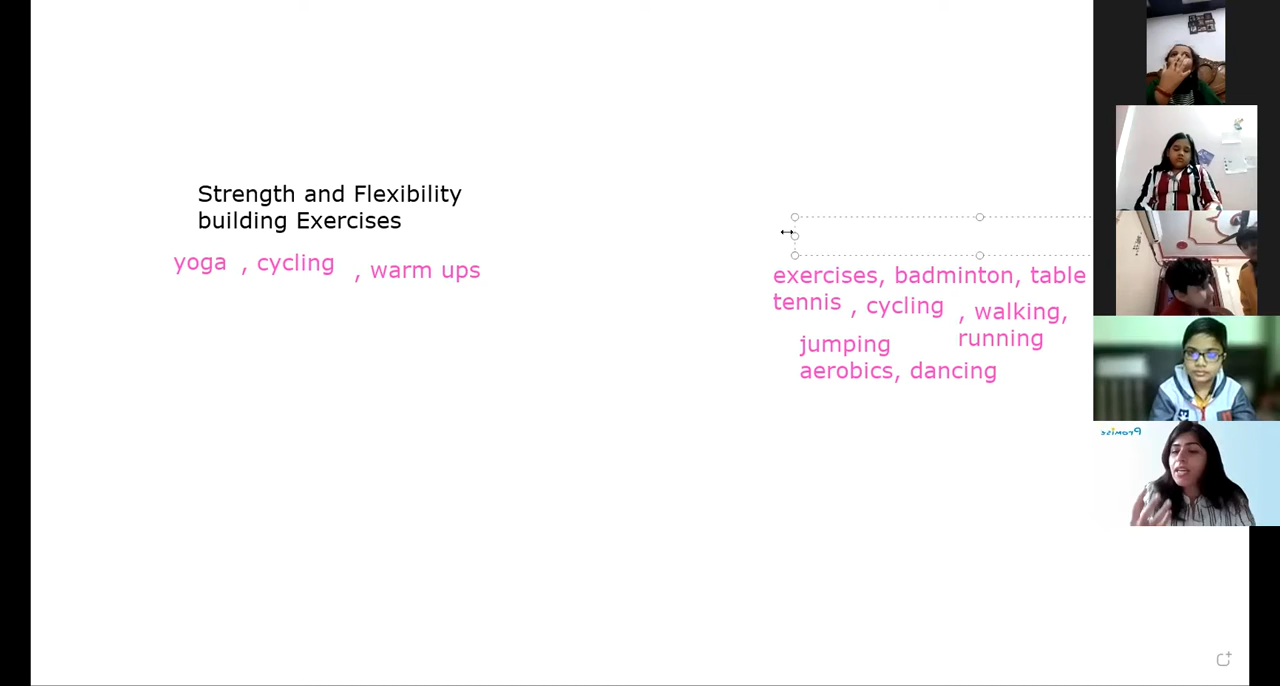 Strength and Flexibility
building Exercises
yoga , cycling , warm ups
exercises, badminton, table
tennis , cycling , walking,
running
jumping
aerobics, dancing
Promise